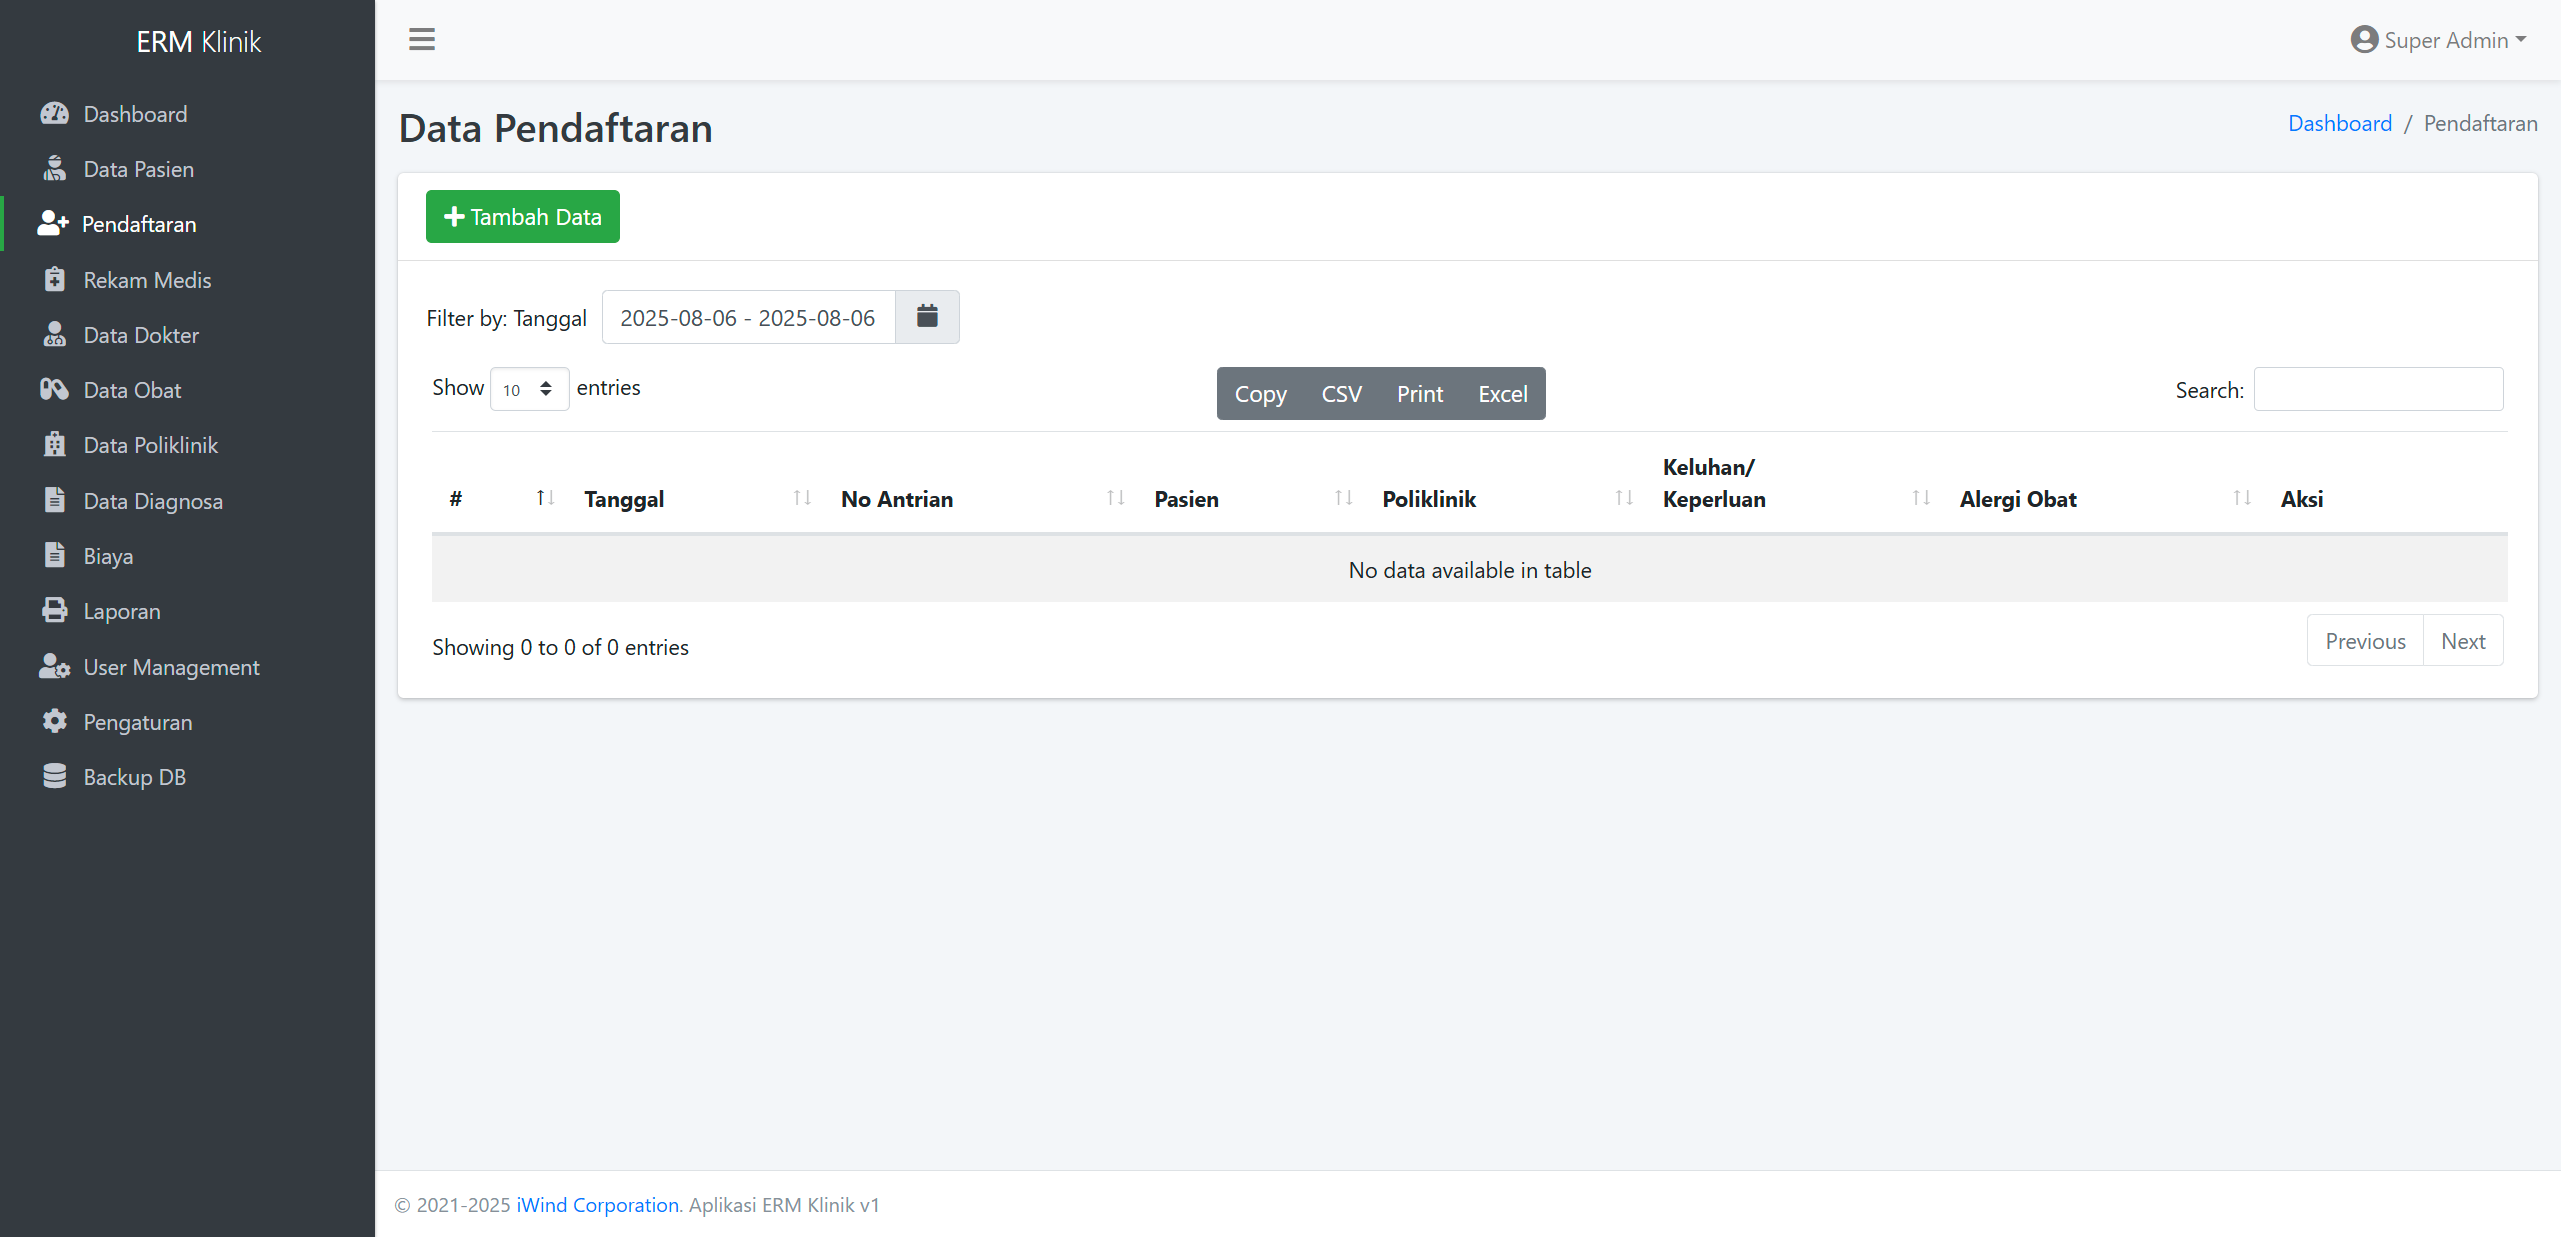 ERM Klinik
Super Admin
Dashboard
Data Pasien
Pendaftaran
Rekam Medis
Data Dokter
Data Obat
Data Poliklinik
Data Diagnosa
Biaya
Laporan
User Management
Pengaturan
Backup DB
Data Pendaftaran
Dashboard / Pendaftaran
Tambah Data
Filter by: Tanggal 2025-08-06 - 2025-08-06
Show 10 entries
Copy CSV Print Excel
Search:
# Tanggal No Antrian Pasien Poliklinik Keluhan/
Keperluan Alergi Obat Aksi
No data available in table
Showing 0 to 0 of 0 entries
Previous Next
© 2021-2025 iWind Corporation. Aplikasi ERM Klinik v1